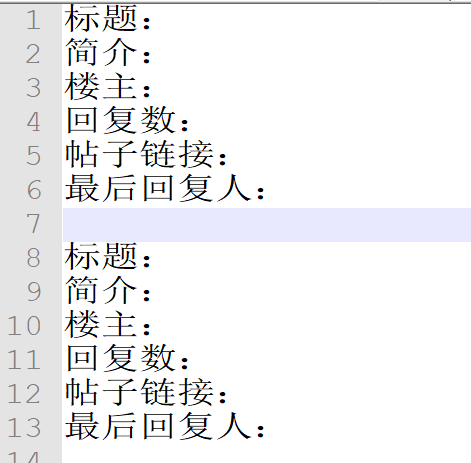 1 标题：
2 简介：
3 楼主：
4 回复数：
5 帖子链接：
6 最后回复人：
7
8 标题：
9 简介：
10 楼主：
11 回复数：
12 帖子链接：
13 最后回复人：
14